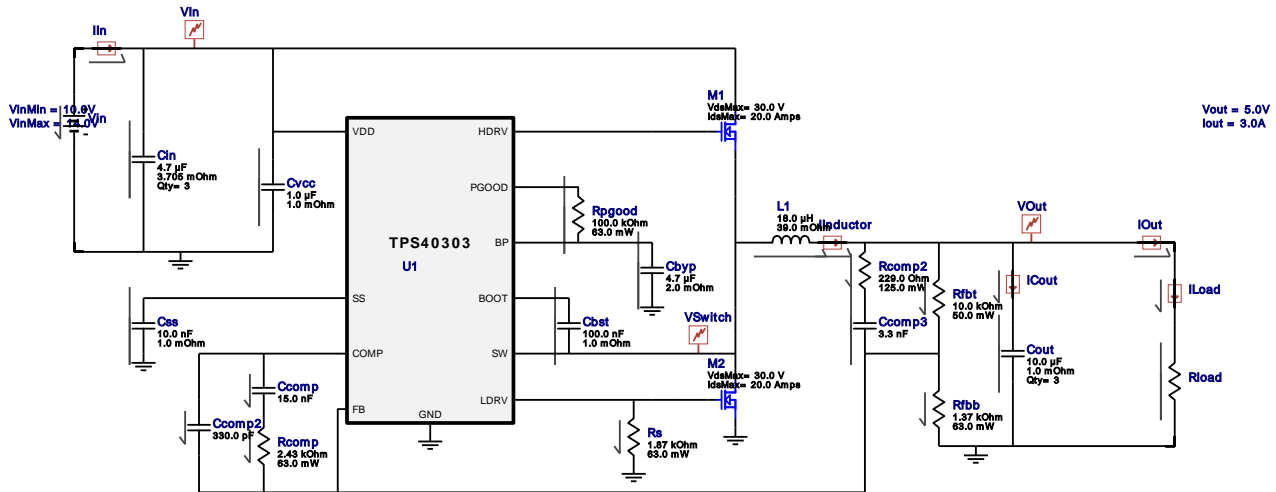 VIn
IIn
VinMin = 10.0V
VinMax = 14.0V
Vin
Cin
4.7 µF
3.705 mOhm
Qty= 3
Cvcc
1.0 µF
1.0 mOhm
VDD
HDRV
PGOOD
BP
BOOT
SW
LDRV
SS
COMP
FB
GND
TPS40303
U1
M1
VdsMax= 30.0 V
IdsMax= 20.0 Amps
Rpgood
100.0 kOhm
63.0 mW
Cbyp
4.7 µF
2.0 mOhm
Cbst
100.0 nF
1.0 mOhm
VSwitch
M2
VdsMax= 30.0 V
IdsMax= 20.0 Amps
Rs
1.87 kOhm
63.0 mW
Css
10.0 nF
1.0 mOhm
Ccomp
15.0 nF
Ccomp2
330.0 pF
Rcomp
2.43 kOhm
63.0 mW
L1
18.0 µH
39.0 mOhm
IInductor
Rcomp2
229.0 Ohm
125.0 mW
Ccomp3
3.3 nF
Rfbt
10.0 kOhm
50.0 mW
Rfbb
1.37 kOhm
63.0 mW
VOut
ICout
Cout
10.0 µF
1.0 mOhm
Qty= 3
IOut
ILoad
Rload
Vout = 5.0V
Iout = 3.0A